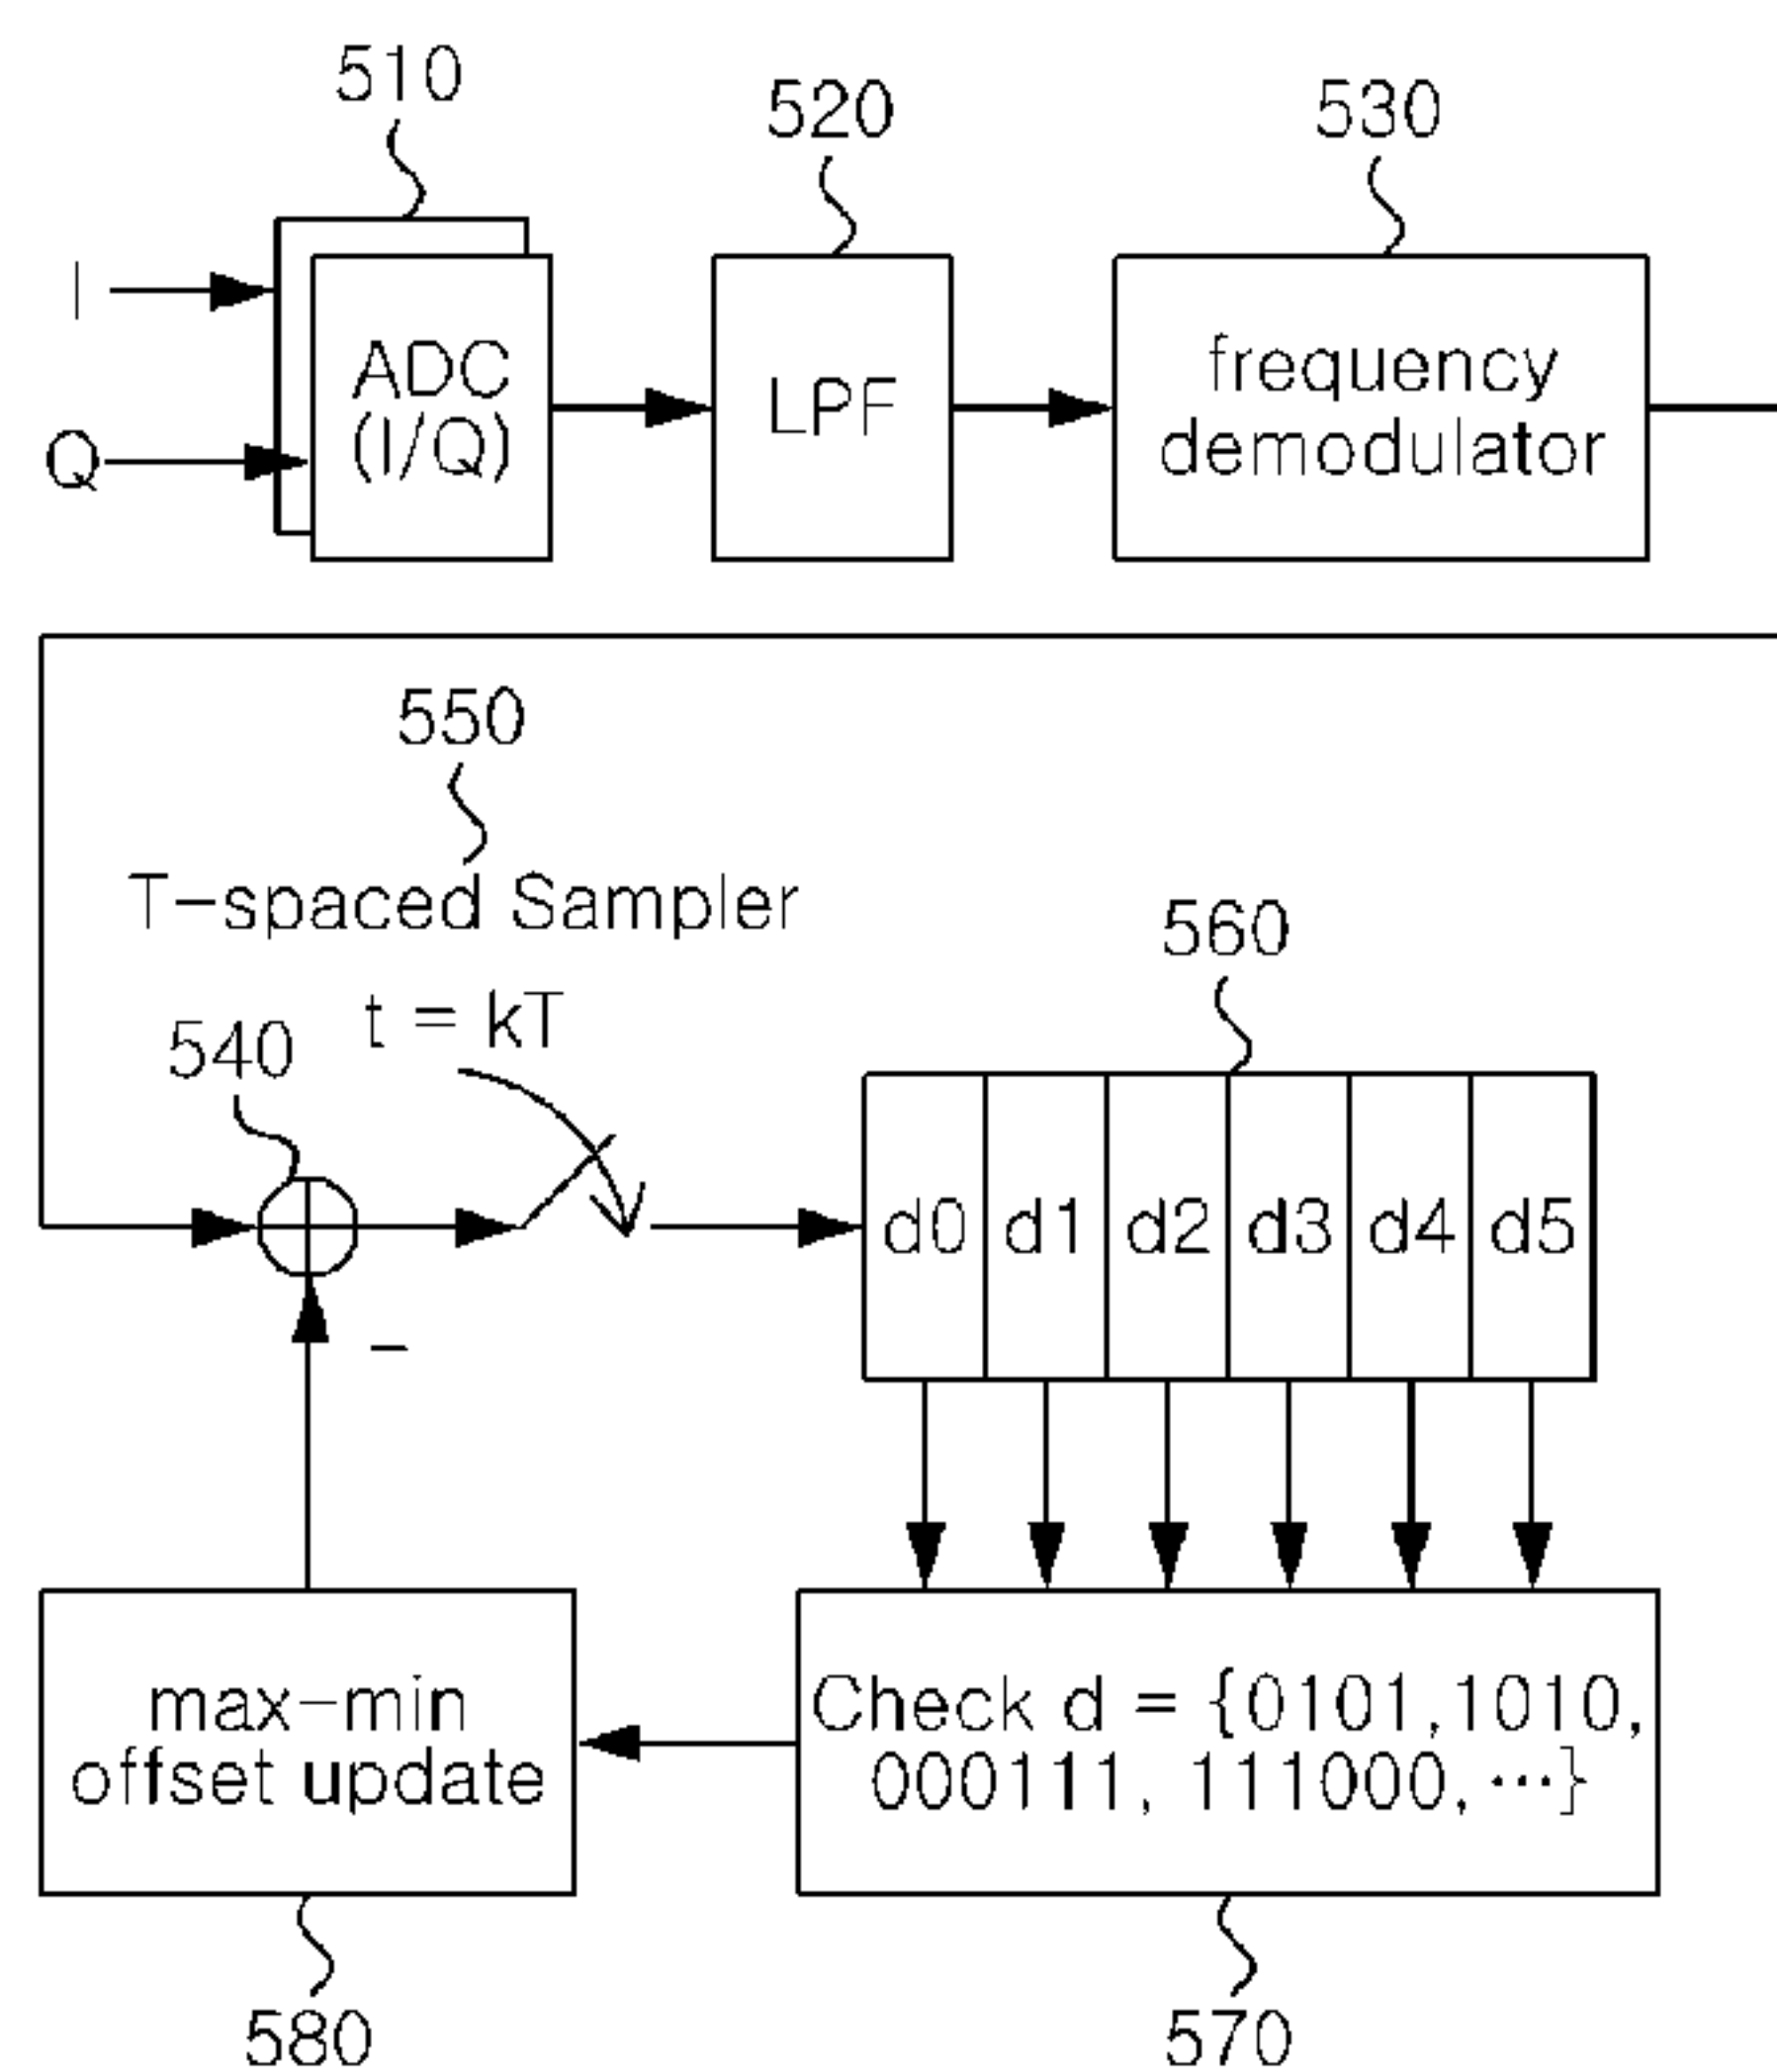 510
520
530
I
Q
ADC
(I/Q)
LPF
frequency
demodulator
550
T-spaced Sampler
t = kT
540
560
d0 d1 d2 d3 d4 d5
-
max-min
offset update
Check d = {0101,1010,
000111, 111000, ···}
580
570